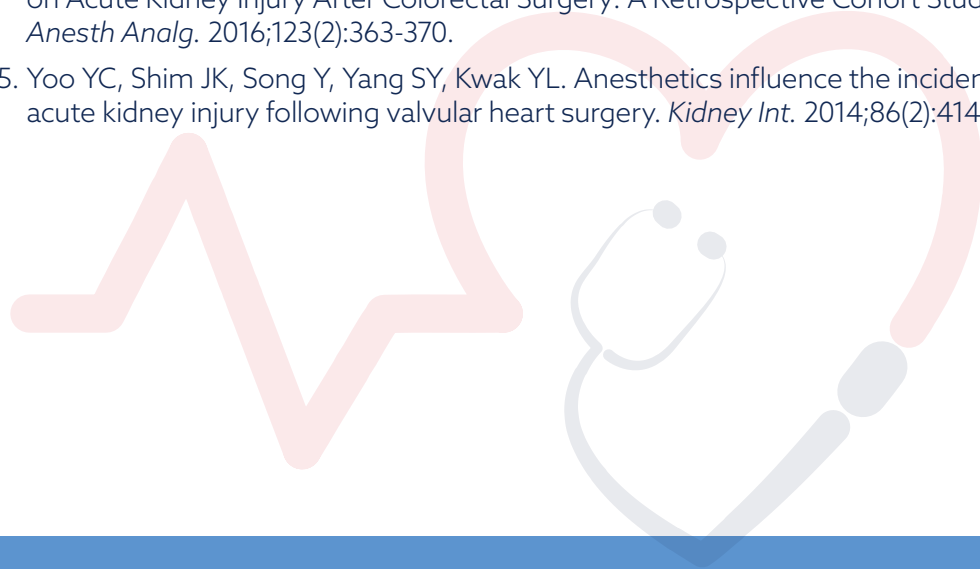 on Acute Kidney Injury After Colorectal Surgery: A Retrospective Cohort
Anesth Analg. 2016;123(2):363-370.
5. Yoo YC, Shim JK, Song Y, Yang SY, Kwak YL. Anesthetics influence the
acute kidney injury following valvular heart surgery. Kidney Int. 2014;86(2):414